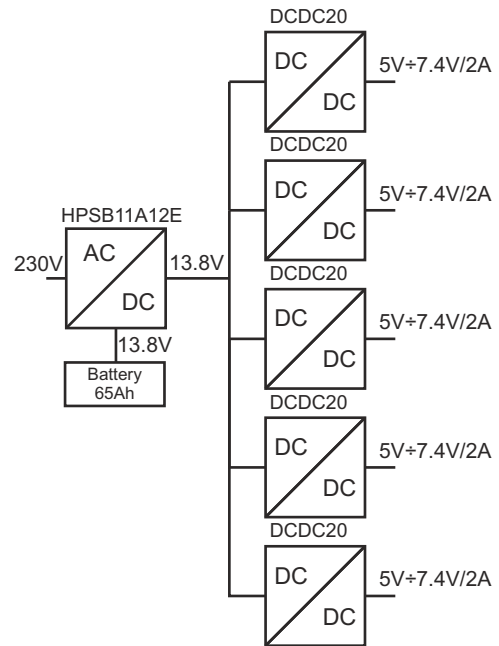 DCDC20
DC
DC
5V÷7.4V/2A
DCDC20
DC
DC
5V÷7.4V/2A
HPSB11A12E
230V
AC
DC
13.8V
13.8V
Battery
65Ah
DCDC20
DC
DC
5V÷7.4V/2A
DCDC20
DC
DC
5V÷7.4V/2A
DCDC20
DC
DC
5V÷7.4V/2A